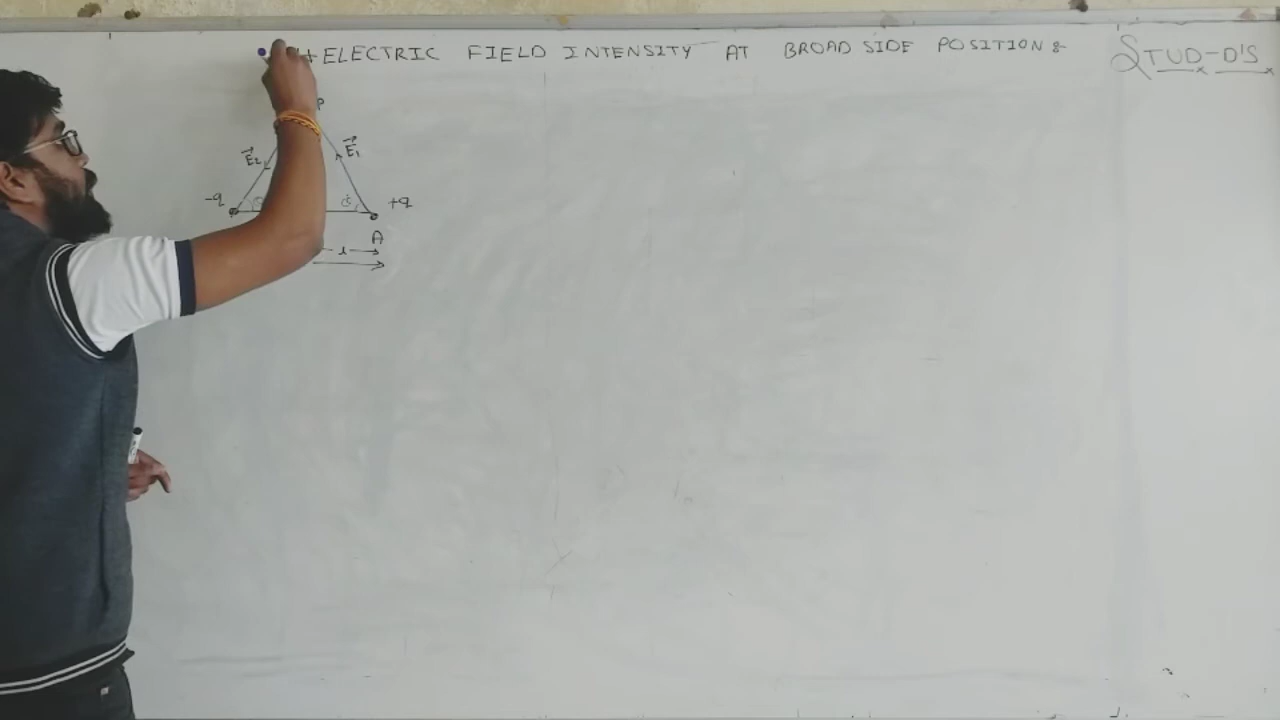 ELECTRIC FIELD INTENSITY AT BROAD SIDE POSITION
STUD-D'S
P
E₂ E₁
-q +q
A